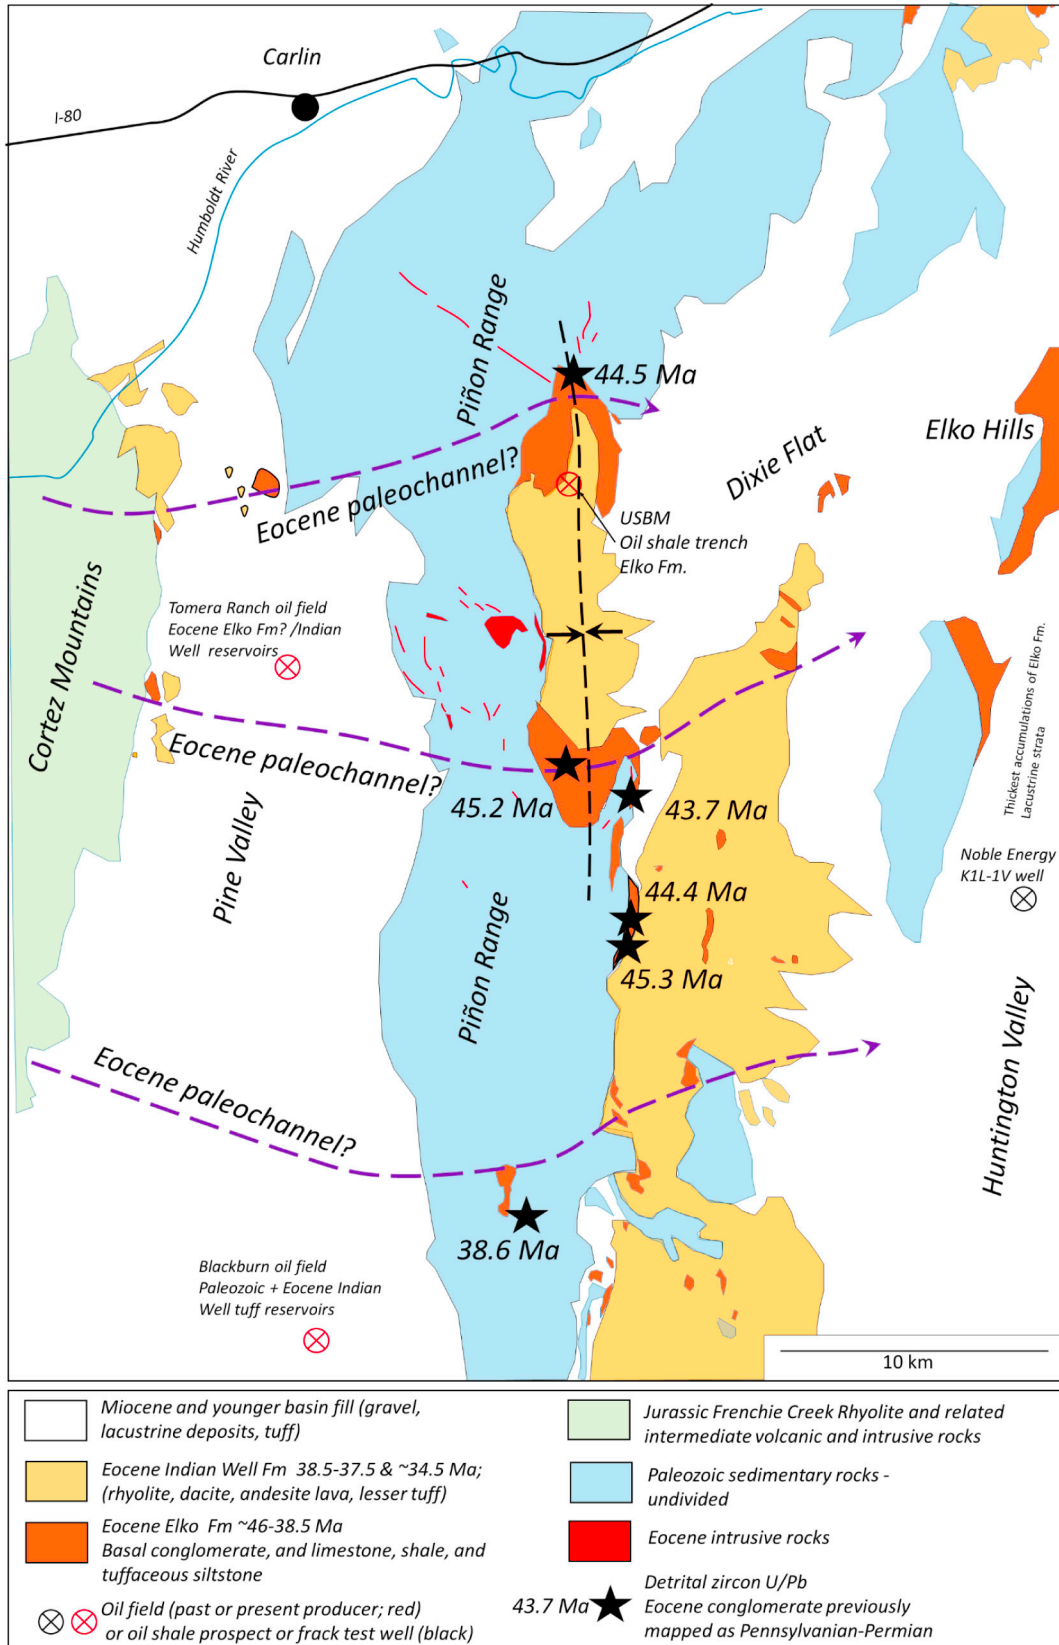 Carlin
I-80
Humboldt River
Piñon Range
44.5 Ma
Elko Hills
Dixie Flat
Eocene paleochannel?
USBM
Oil shale trench
Elko Fm.
Tomera Ranch oil field
Eocene Elko Fm? /Indian
Well reservoirs
Cortez Mountains
Thickest accumulations of Elko Fm.
Lacustrine strata
Eocene paleochannel?
45.2 Ma
43.7 Ma
Pine Valley
Noble Energy
K1L-1V well
44.4 Ma
45.3 Ma
Piñon Range
Huntington Valley
Eocene paleochannel?
38.6 Ma
Blackburn oil field
Paleozoic + Eocene Indian
Well tuff reservoirs
10 km
Miocene and younger basin fill (gravel,
lacustrine deposits, tuff)
Eocene Indian Well Fm 38.5-37.5 & ~34.5 Ma;
(rhyolite, dacite, andesite lava, lesser tuff)
Eocene Elko Fm ~46-38.5 Ma
Basal conglomerate, and limestone, shale, and
tuffaceous siltstone
Oil field (past or present producer; red)
or oil shale prospect or frack test well (black)
Jurassic Frenchie Creek Rhyolite and related
intermediate volcanic and intrusive rocks
Paleozoic sedimentary rocks -
undivided
Eocene intrusive rocks
43.7 Ma
Detrital zircon U/Pb
Eocene conglomerate previously
mapped as Pennsylvanian-Permian